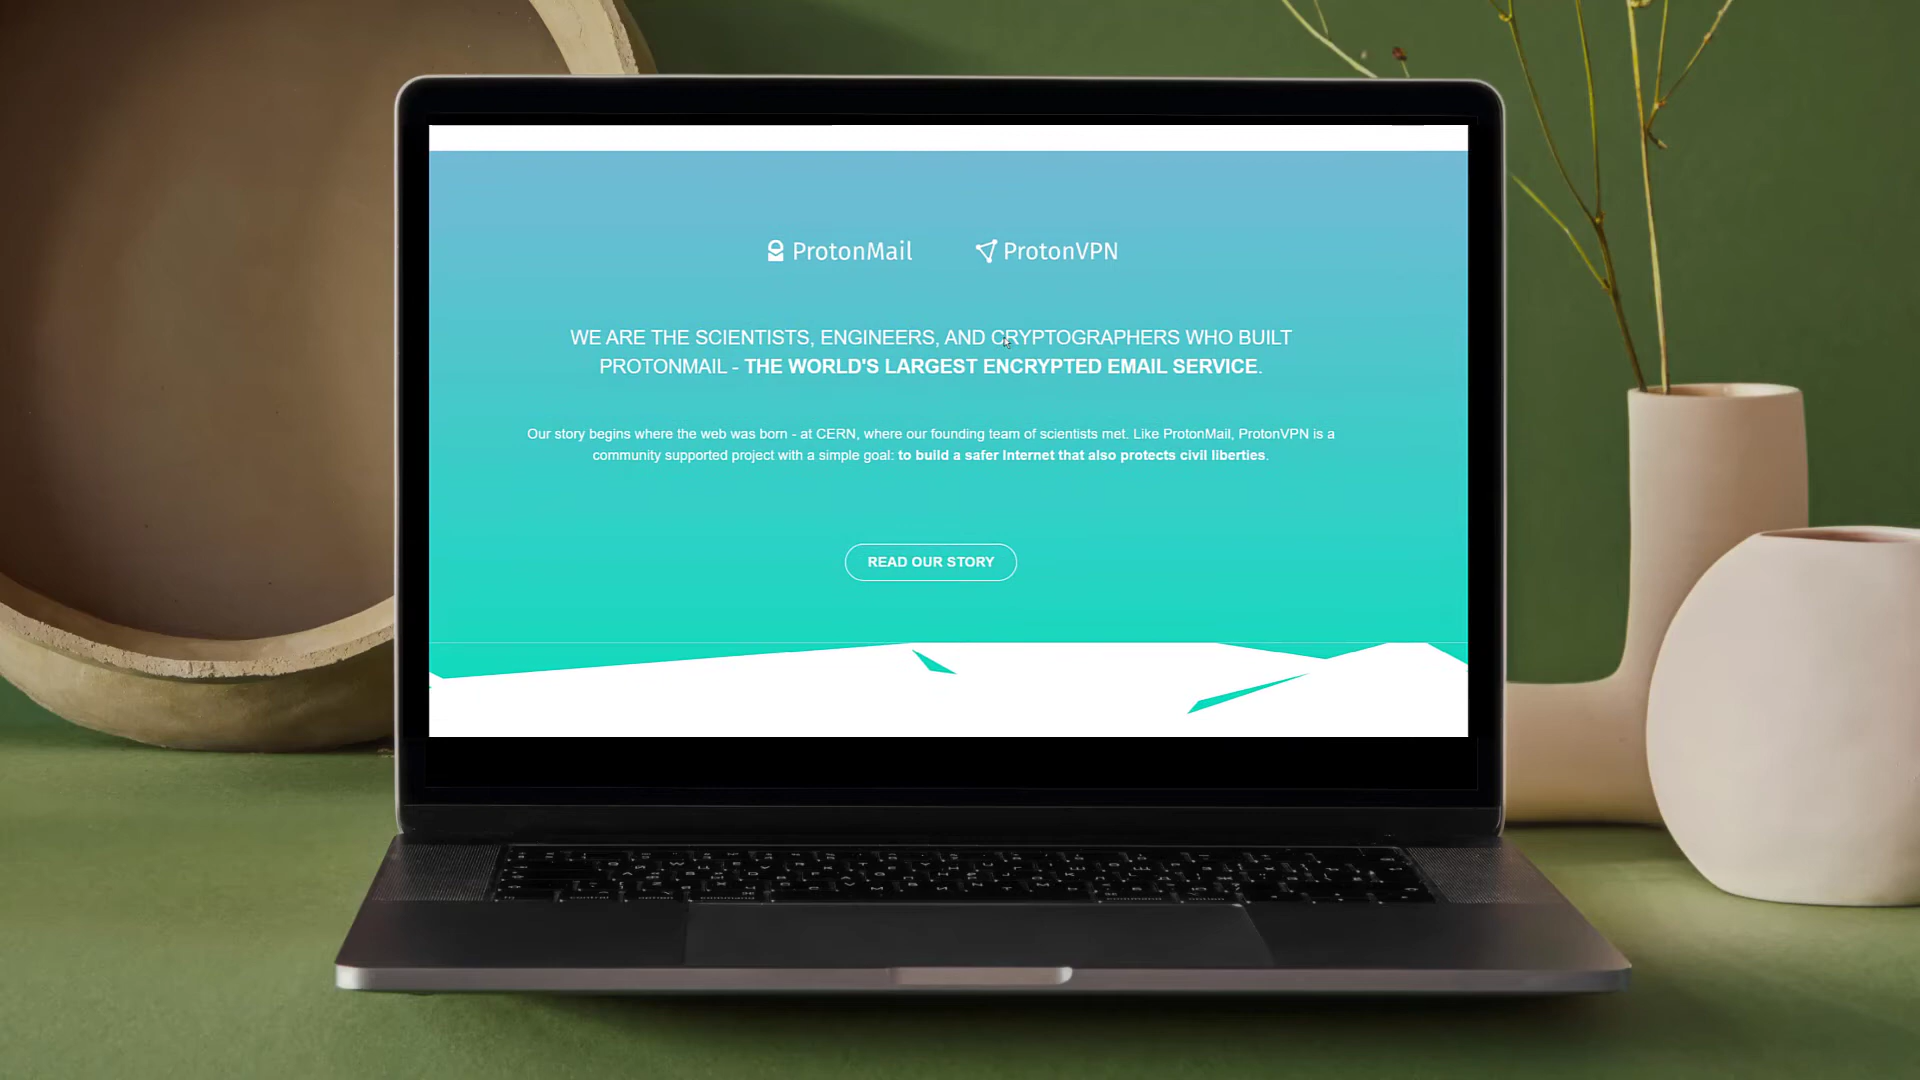 ProtonMail
ProtonVPN
WE ARE THE SCIENTISTS, ENGINEERS, AND CRYPTOGRAPHERS WHO BUILT
PROTONMAIL - THE WORLD'S LARGEST ENCRYPTED EMAIL SERVICE.
Our story begins where the web was born - at CERN, where our founding team of scientists met. Like ProtonMail, ProtonVPN is a
community supported project with a simple goal: to build a safer Internet that also protects civil liberties.
READ OUR STORY